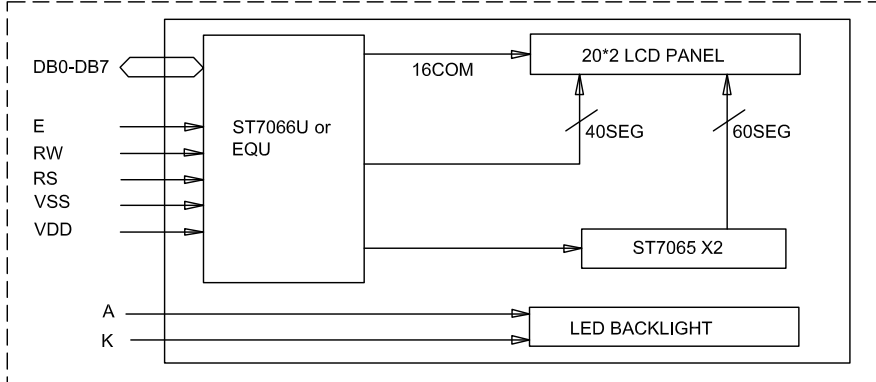 DB0-DB7
E
RW
RS
VSS
VDD
A
K
ST7066U or
EQU
16COM
20*2 LCD PANEL
40SEG
60SEG
ST7065 X2
LED BACKLIGHT